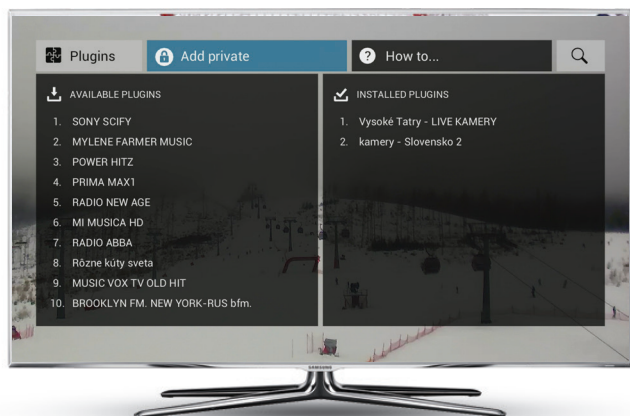 Plugins
Add private
How to...
AVAILABLE PLUGINS
1. SONY SCIFY
2. MYLENE FARMER MUSIC
3. POWER HITZ
4. PRIMA MAX1
5. RADIO NEW AGE
6. MI MUSICA HD
7. RADIO ABBA
8. Rôzne kúty sveta
9. MUSIC VOX TV OLD HIT
10. BROOKLYN FM. NEW YORK-RUS bfm.
INSTALLED PLUGINS
1. Vysoké Tatry - LIVE KAMERY
2. kamery - Slovensko 2
SAMSUNG